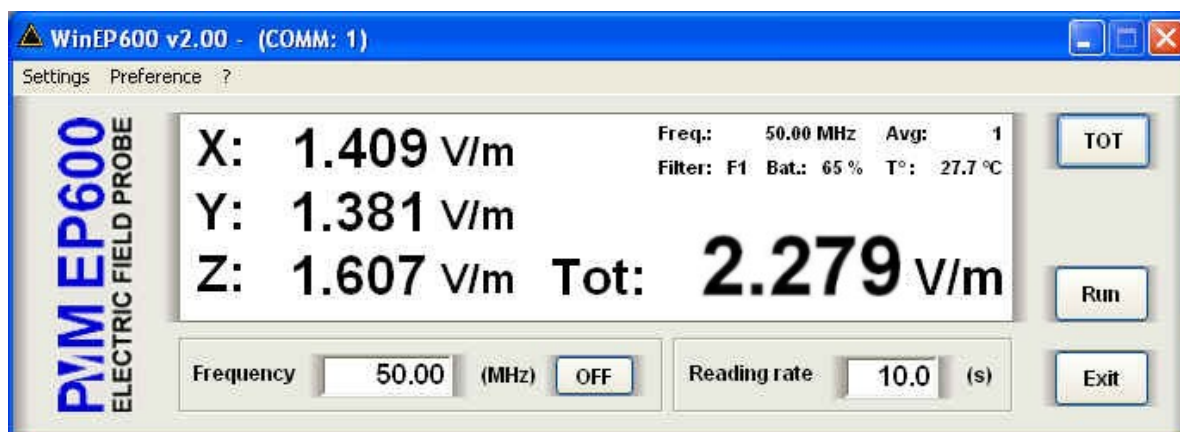 WinEP600 v2.00 - (COMM: 1)
Settings Preference ?
PMM EP600
ELECTRIC FIELD PROBE
X: 1.409 V/m
Y: 1.381 V/m
Z: 1.607 V/m
Freq.: 50.00 MHz Avg: 1
Filter: F1 Bat.: 65 % T°: 27.7 °C
Tot: 2.279 V/m
TOT
Run
Frequency 50.00 (MHz) OFF
Reading rate 10.0 (s)
Exit